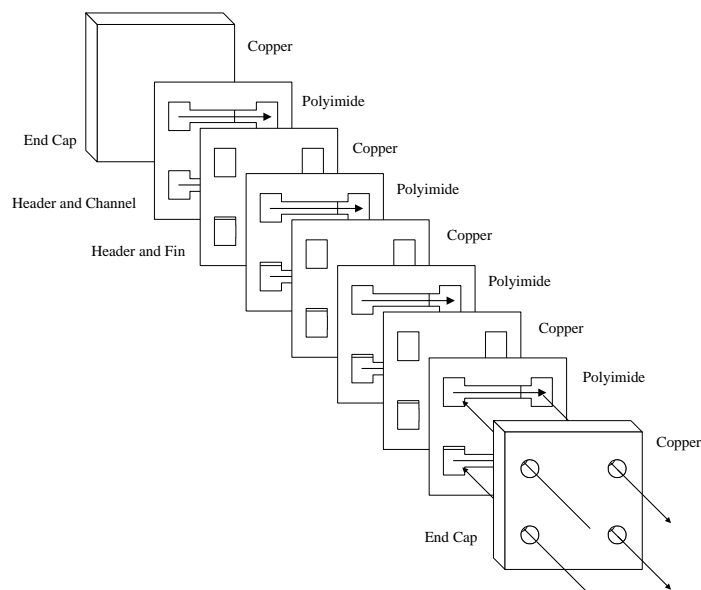 Copper
Polyimide
End Cap
Copper
Polyimide
Header and Channel
Copper
Header and Fin
Polyimide
Copper
Polyimide
Copper
End Cap